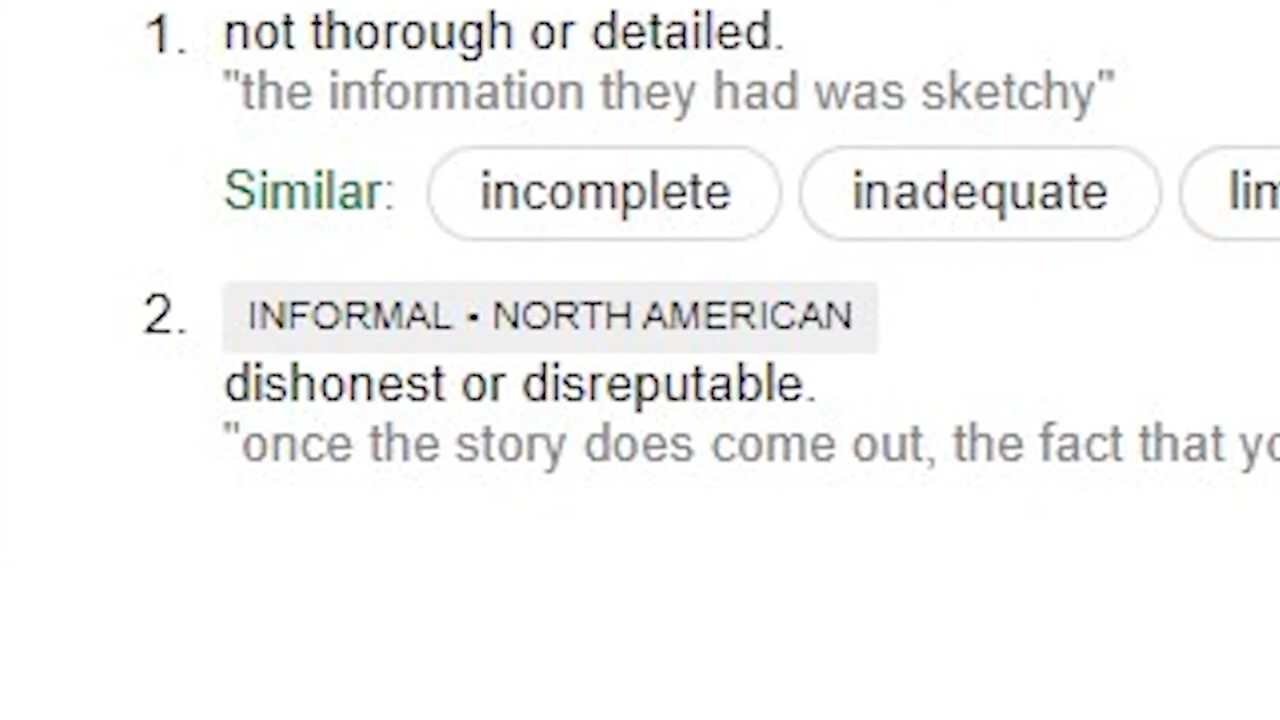 1. not thorough or detailed.
"the information they had was sketchy"
Similar: incomplete inadequate
2. INFORMAL • NORTH AMERICAN
dishonest or disreputable.
"once the story does come out, the fact that